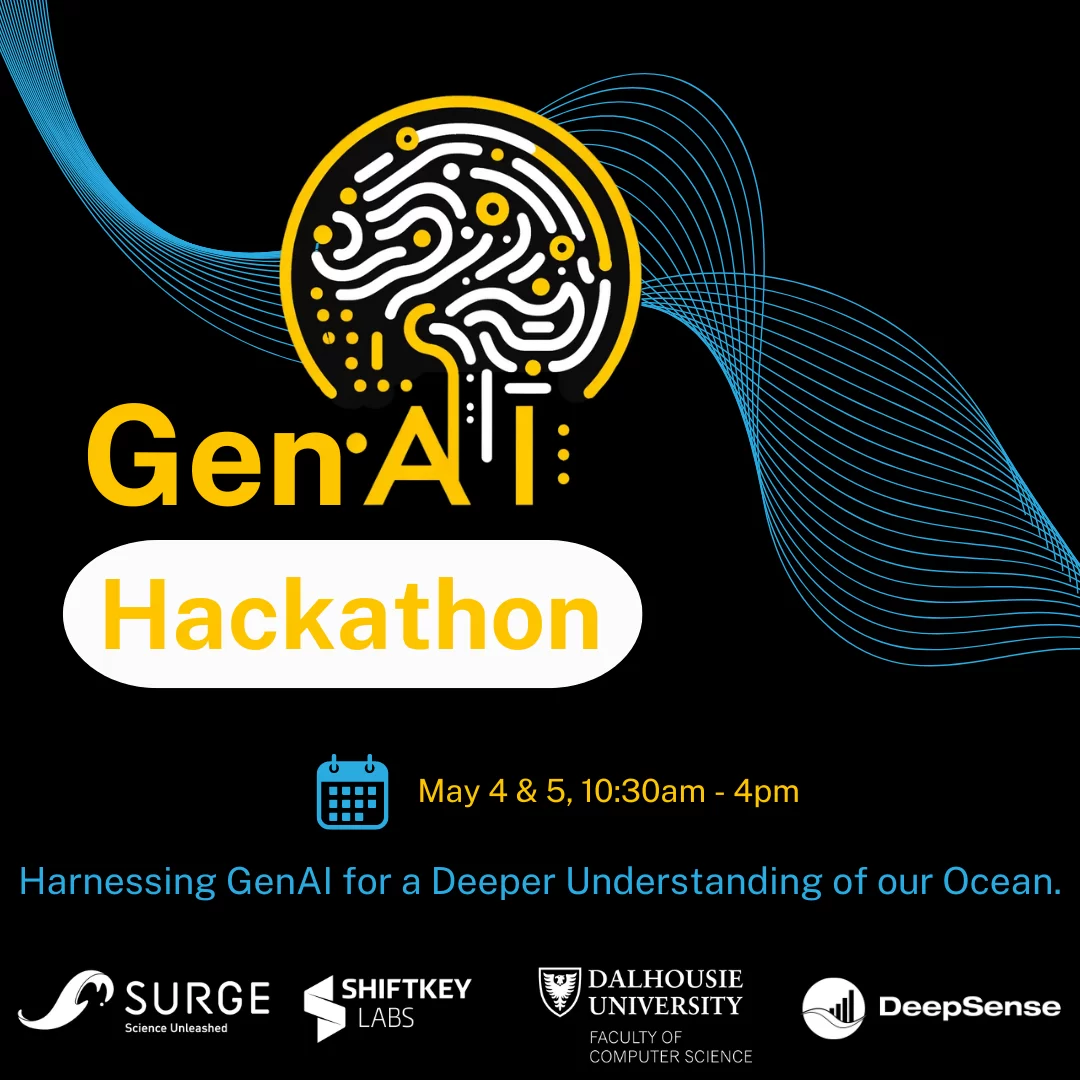 GenAI
Hackathon
May 4 & 5, 10:30am - 4pm
Harnessing GenAI for a Deeper Understanding of our Ocean.
SURGE
Science Unleashed
SHIFTKEY
LABS
DALHOUSIE
UNIVERSITY
FACULTY OF
COMPUTER SCIENCE
DeepSense